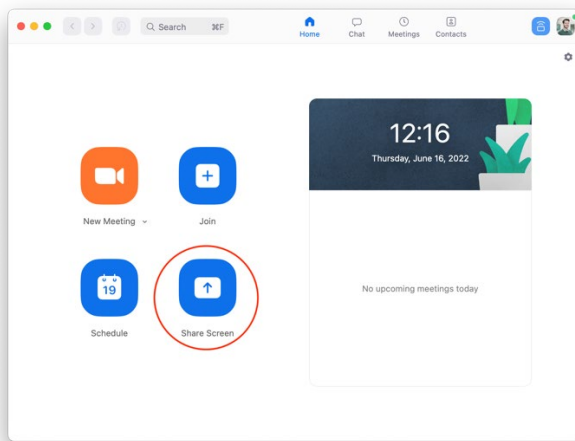 Search ⌘F
Home
Chat
Meetings
Contacts
12:16
Thursday, June 16, 2022
New Meeting
Join
19
Schedule
Share Screen
No upcoming meetings today